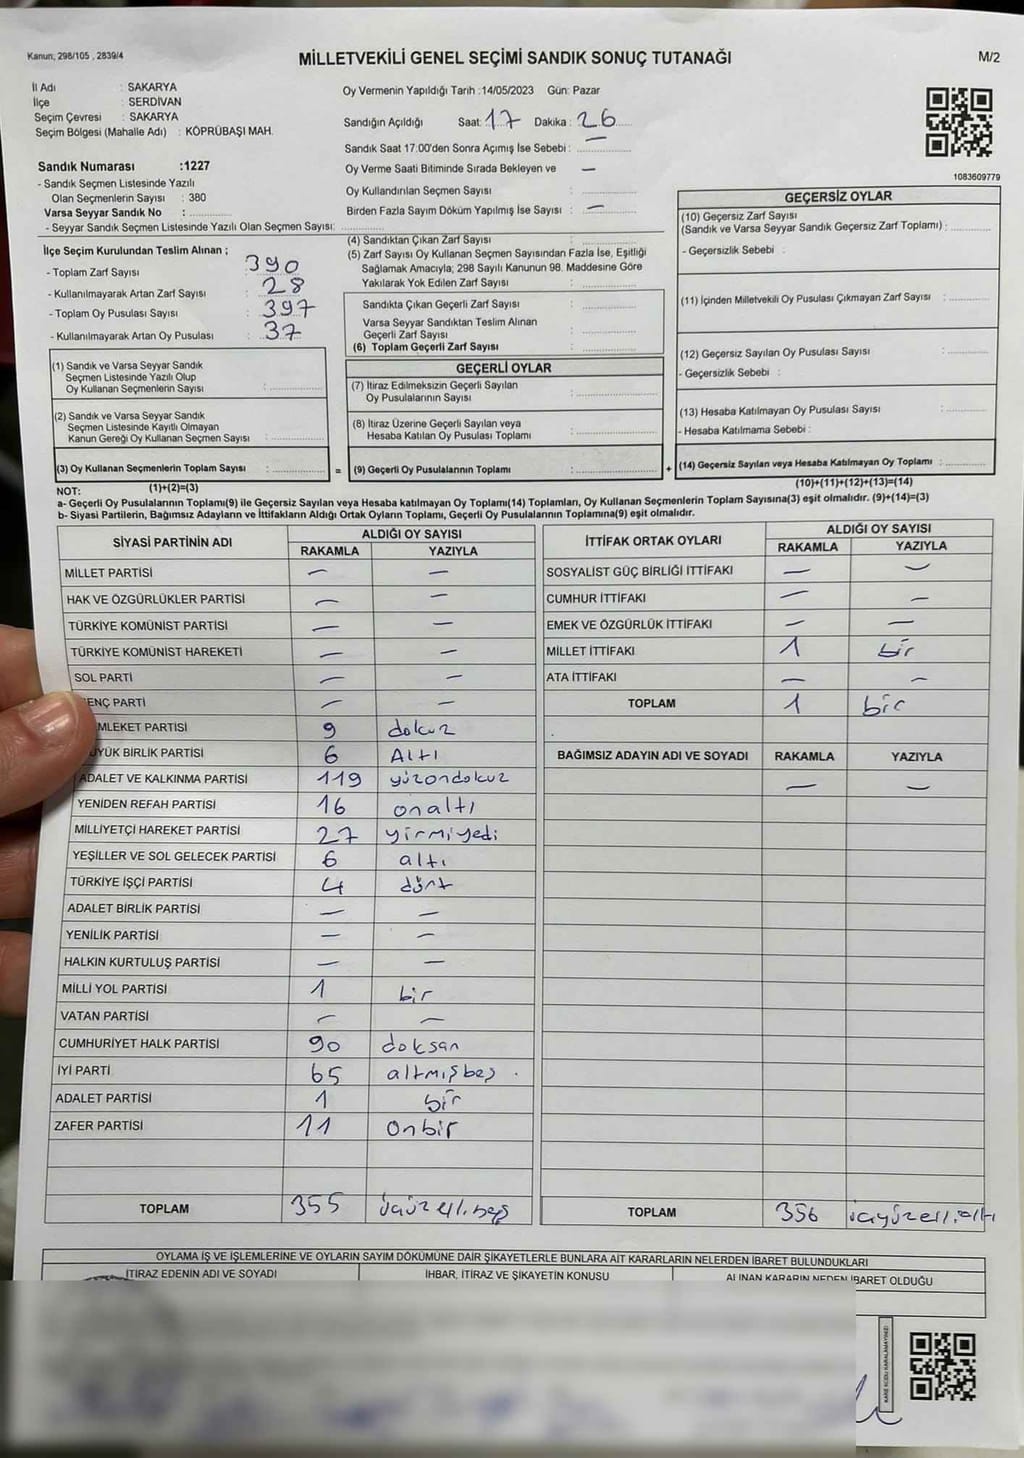 Kanun; 298/105 , 2839/4
MİLLETVEKİLİ GENEL SEÇİMİ SANDIK SONUÇ TUTANAĞI
M/2
İl Adı : SAKARYA
İlçe : SERDİVAN
Seçim Çevresi : SAKARYA
Seçim Bölgesi (Mahalle Adı) : KÖPRÜBAŞI MAH.
Sandık Numarası :1227
- Sandık Seçmen Listesinde Yazılı
Olan Seçmenlerin Sayısı : 380
Varsa Seyyar Sandık No : ............
- Seyyar Sandık Seçmen Listesinde Yazılı Olan Seçmen Sayısı: ............
Oy Vermenin Yapıldığı Tarih :14/05/2023 Gün: Pazar
Sandığın Açıldığı Saat: 17 Dakika : 26
Sandık Saat 17:00'den Sonra Açımış İse Sebebi : —
Oy Verme Saati Bitiminde Sırada Bekleyen ve —
Oy Kullandırılan Seçmen Sayısı : ............
Birden Fazla Sayım Döküm Yapılmış İse Sayısı : —
1083609779
İlçe Seçim Kurulundan Teslim Alınan ;
- Toplam Zarf Sayısı : 390
- Kullanılmayarak Artan Zarf Sayısı : 28
- Toplam Oy Pusulası Sayısı : 397
- Kullanılmayarak Artan Oy Pusulası : 37
(1) Sandık ve Varsa Seyyar Sandık
Seçmen Listesinde Yazılı Olup
Oy Kullanan Seçmenlerin Sayısı : ............
(2) Sandık ve Varsa Seyyar Sandık
Seçmen Listesinde Kayıtlı Olmayan
Kanun Gereği Oy Kullanan Seçmen Sayısı : ............
(3) Oy Kullanan Seçmenlerin Toplam Sayısı : ............
(1)+(2)=(3)
(4) Sandıktan Çıkan Zarf Sayısı : ............
(5) Zarf Sayısı Oy Kullanan Seçmen Sayısından Fazla İse, Eşitliği
Sağlamak Amacıyla; 298 Sayılı Kanunun 98. Maddesine Göre
Yakılarak Yok Edilen Zarf Sayısı : ............
Sandıkta Çıkan Geçerli Zarf Sayısı : ............
Varsa Seyyar Sandıktan Teslim Alınan
Geçerli Zarf Sayısı : ............
(6) Toplam Geçerli Zarf Sayısı : ............
GEÇERLİ OYLAR
(7) İtiraz Edilmeksizin Geçerli Sayılan
Oy Pusulalarının Sayısı : ............
(8) İtiraz Üzerine Geçerli Sayılan veya
Hesaba Katılan Oy Pusulası Toplamı : ............
= (9) Geçerli Oy Pusulalarının Toplamı : ............
GEÇERSİZ OYLAR
(10) Geçersiz Zarf Sayısı
(Sandık ve Varsa Seyyar Sandık Geçersiz Zarf Toplamı) : ............
- Geçersizlik Sebebi :
(11) İçinden Milletvekili Oy Pusulası Çıkmayan Zarf Sayısı : ............
(12) Geçersiz Sayılan Oy Pusulası Sayısı : ............
- Geçersizlik Sebebi :
(13) Hesaba Katılmayan Oy Pusulası Sayısı : ............
- Hesaba Katılmama Sebebi :
+ (14) Geçersiz Sayılan veya Hesaba Katılmayan Oy Toplamı : ............
(10)+(11)+(12)+(13)=(14)
NOT:
a- Geçerli Oy Pusulalarının Toplamı(9) ile Geçersiz Sayılan veya Hesaba katılmayan Oy Toplamı(14) Toplamları, Oy Kullanan Seçmenlerin Toplam Sayısına(3) eşit olmalıdır. (9)+(14)=(3)
b- Siyasi Partilerin, Bağımsız Adayların ve İttifakların Aldığı Ortak Oyların Toplamı, Geçerli Oy Pusulalarının Toplamına(9) eşit olmalıdır.
SİYASİ PARTİNİN ADI ALDIĞI OY SAYISI
RAKAMLA YAZIYLA
MİLLET PARTİSİ — —
HAK VE ÖZGÜRLÜKLER PARTİSİ — —
TÜRKİYE KOMÜNİST PARTİSİ — —
TÜRKİYE KOMÜNİST HAREKETİ — —
SOL PARTİ — —
ENÇ PARTİ — —
MLEKET PARTİSİ 9 dokuz
ÜYÜK BİRLİK PARTİSİ 6 Altı
ADALET VE KALKINMA PARTİSİ 119 yüzondokuz
YENİDEN REFAH PARTİSİ 16 onaltı
MİLLİYETÇİ HAREKET PARTİSİ 27 yirmiyedi
YEŞİLLER VE SOL GELECEK PARTİSİ 6 altı
TÜRKİYE İŞÇİ PARTİSİ 4 dört
ADALET BİRLİK PARTİSİ — —
YENİLİK PARTİSİ — —
HALKIN KURTULUŞ PARTİSİ — —
MİLLİ YOL PARTİSİ 1 bir
VATAN PARTİSİ — —
CUMHURİYET HALK PARTİSİ 90 doksan
İYİ PARTİ 65 altmışbeş .
ADALET PARTİSİ 1 bir
ZAFER PARTİSİ 11 Onbir
TOPLAM 355 üçyüzellibeş
İTTİFAK ORTAK OYLARI ALDIĞI OY SAYISI
RAKAMLA YAZIYLA
SOSYALİST GÜÇ BİRLİĞİ İTTİFAKI — —
CUMHUR İTTİFAKI — —
EMEK VE ÖZGÜRLÜK İTTİFAKI — —
MİLLET İTTİFAKI 1 bir
ATA İTTİFAKI — —
TOPLAM 1 bir
BAĞIMSIZ ADAYIN ADI VE SOYADI RAKAMLA YAZIYLA
— —
TOPLAM 356 üçyüzellialtı
OYLAMA İŞ VE İŞLEMLERİNE VE OYLARIN SAYIM DÖKÜMÜNE DAİR ŞİKAYETLERLE BUNLARA AİT KARARLARIN NELERDEN İBARET BULUNDUKLARI
İTİRAZ EDENİN ADI VE SOYADI İHBAR, İTİRAZ VE ŞİKAYETİN KONUSU ALINAN KARARIN NEDEN İBARET OLDUĞU
KARE KODU KARALAMAYINIZ!